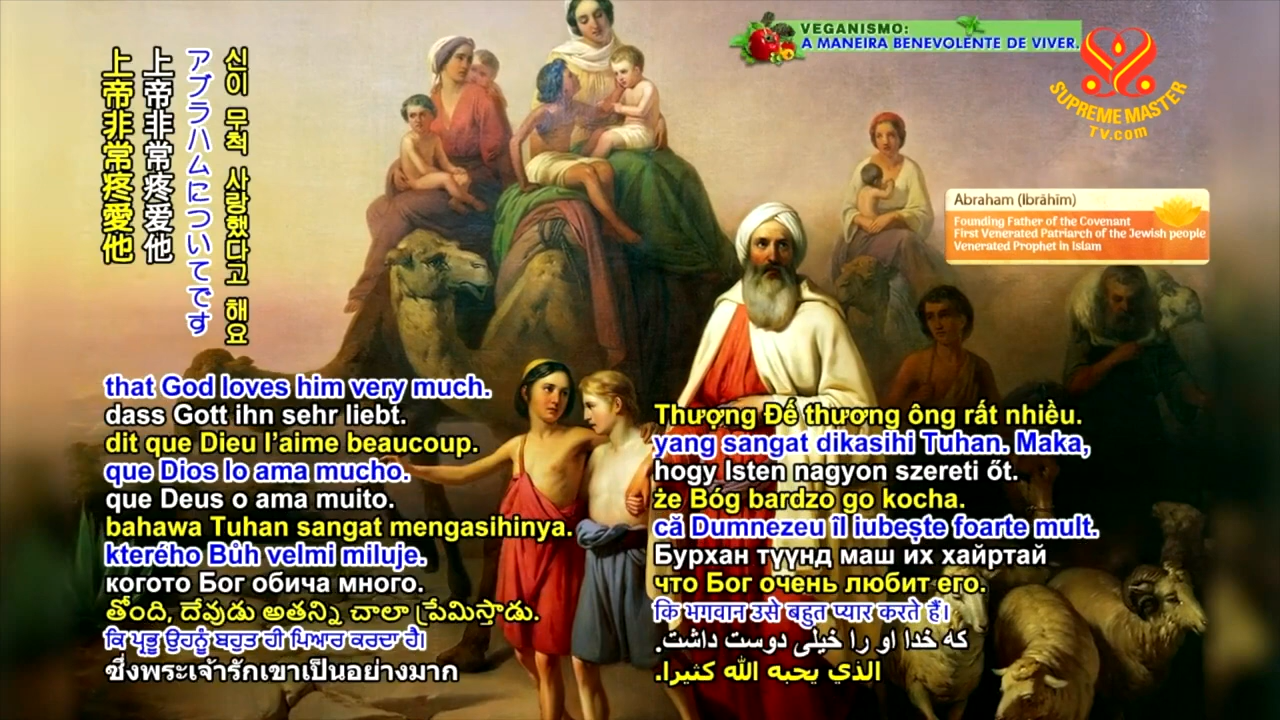 VEGANISMO:
A MANEIRA BENEVOLENTE DE VIVER.
SUPREME MASTER
TV.com
신이 무척 사랑했다고 해요
アブラハムについてです
上帝非常疼爱他
上帝非常疼愛他
Abraham (Ibrāhīm)
Founding Father of the Covenant
First Venerated Patriarch of the Jewish people
Venerated Prophet in Islam
that God loves him very much.
dass Gott ihn sehr liebt.
dit que Dieu l’aime beaucoup.
que Dios lo ama mucho.
que Deus o ama muito.
bahawa Tuhan sangat mengasihinya.
kterého Bůh velmi miluje.
когото Бог обича много.
తోంది, దేవుడు అతన్ని చాలా ప్రేమిస్తాడు.
ਕਿ ਪ੍ਰਭੂ ਉਹਨੂੰ ਬਹੁਤ ਹੀ ਪਿਆਰ ਕਰਦਾ ਹੈ।
ซึ่งพระเจ้ารักเขาเป็นอย่างมาก
Thượng Đế thương ông rất nhiều.
yang sangat dikasihi Tuhan. Maka,
hogy Isten nagyon szereti őt.
że Bóg bardzo go kocha.
că Dumnezeu îl iubește foarte mult.
Бурхан түүнд маш их хайртай
что Бог очень любит его.
कि भगवान उसे बहुत प्यार करते हैं।
که خدا او را خیلی دوست داشت.
الذي يحبه الله كثيرا.